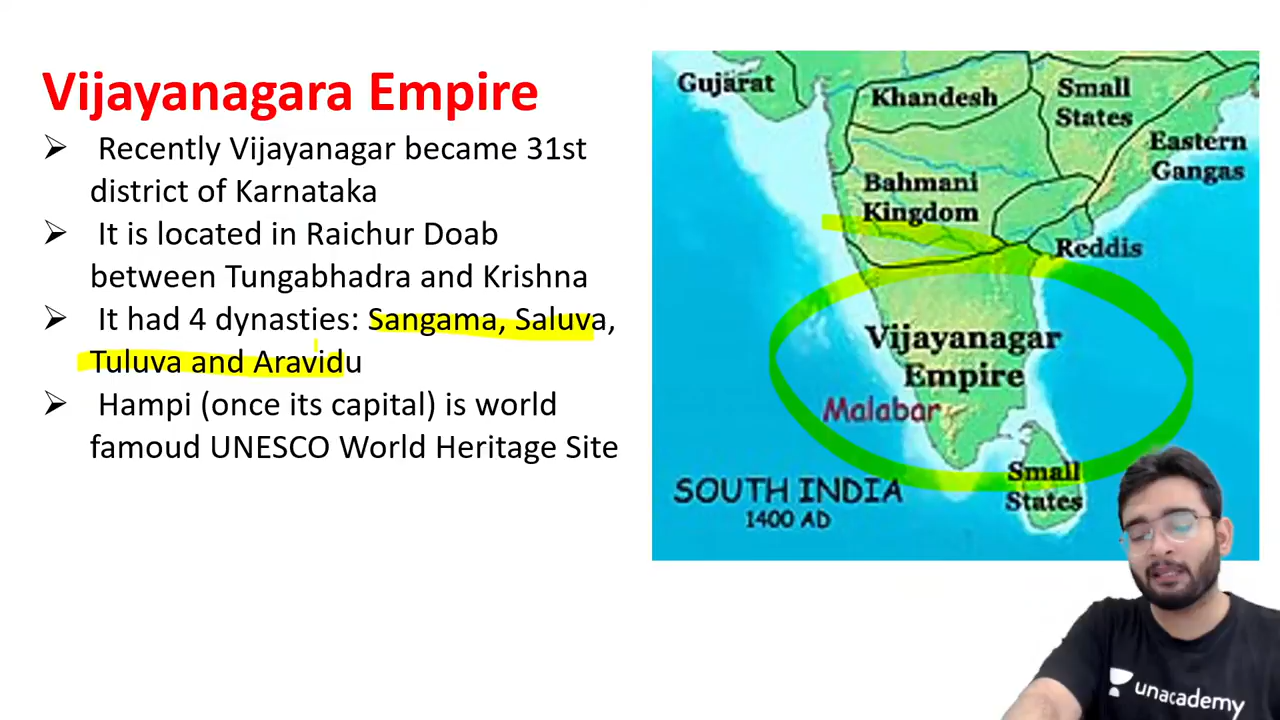 Vijayanagara Empire
➢ Recently Vijayanagar became 31st
district of Karnataka
➢ It is located in Raichur Doab
between Tungabhadra and Krishna
➢ It had 4 dynasties: Sangama, Saluva,
Tuluva and Aravidu
➢ Hampi (once its capital) is world
famoud UNESCO World Heritage Site
Gujarat
Khandesh
Small
States
Eastern
Gangas
Bahmani
Kingdom
Reddis
Vijayanagar
Empire
Malabar
Small
States
SOUTH INDIA
1400 AD
unacademy